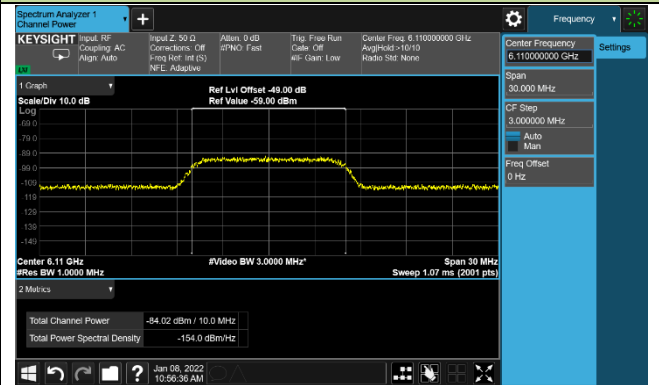 Spectrum Analyzer 1
Channel Power
+
Frequency
KEYSIGHT
Input: RF
Coupling: AC
Align: Auto
Input Z: 50 Ω
Corrections: Off
Freq Ref: Int (S)
NFE: Adaptive
Atten: 0 dB
#PNO: Fast
Trig: Free Run
Gate: Off
#IF Gain: Low
Center Freq: 6.110000000 GHz
Avg|Hold:>10/10
Radio Std: None
1 Graph
Scale/Div 10.0 dB
Ref Lvl Offset -49.00 dB
Ref Value -59.00 dBm
Log
-69.0
-79.0
-89.0
-99.0
-109
-119
-129
-139
-149
Center 6.11 GHz
#Video BW 3.0000 MHz*
Span 30 MHz
#Res BW 1.0000 MHz
Sweep 1.07 ms (2001 pts)
2 Metrics
Total Channel Power -84.02 dBm / 10.0 MHz
Total Power Spectral Density -154.0 dBm/Hz
Center Frequency
6.110000000 GHz
Span
30.000 MHz
CF Step
3.000000 MHz
Auto
Man
Freq Offset
0 Hz
Settings
?
Jan 08, 2022
10:56:36 AM